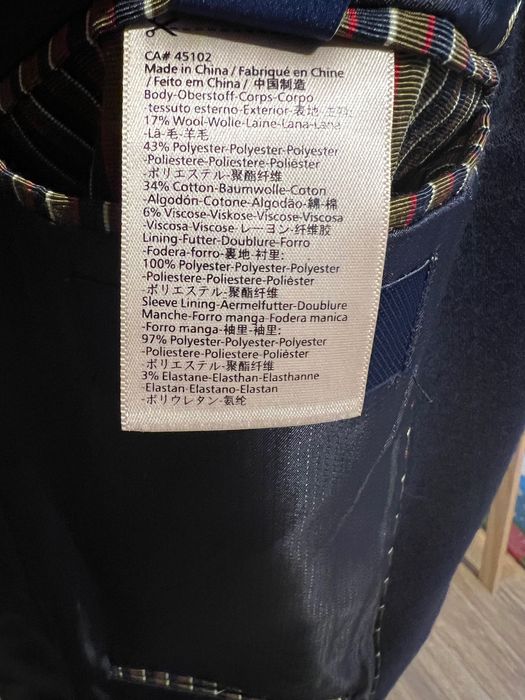 CA# 45102
Made in China / Fabriqué en Chine
/ Feito em China / 中国制造
Body-Oberstoff-Corps-Corpo
-tessuto esterno-Exterior-表地-主料:
17% Wool-Wolle-Laine-Lana-Lana
-Lã-毛-羊毛
43% Polyester-Polyester-Polyester
-Poliestere-Poliestere-Poliéster
-ポリエステル-聚酯纤维
34% Cotton-Baumwolle-Coton
-Algodón-Cotone-Algodão-綿-棉
6% Viscose-Viskose-Viscose-Viscosa
-Viscosa-Viscose-レーヨン-纤维胶
Lining-Futter-Doublure-Forro
-Fodera-forro-裏地-衬里:
100% Polyester-Polyester-Polyester
-Poliestere-Poliestere-Poliéster
-ポリエステル-聚酯纤维
Sleeve Lining-Aermelfutter-Doublure
Manche-Forro manga-Fodera manica
-Forro manga-袖里-袖里:
97% Polyester-Polyester-Polyester
-Poliestere-Poliestere-Poliéster
-ポリエステル-聚酯纤维
3% Elastane-Elasthan-Elasthanne
-Elastan-Elastano-Elastan
-ポリウレタン-氨纶